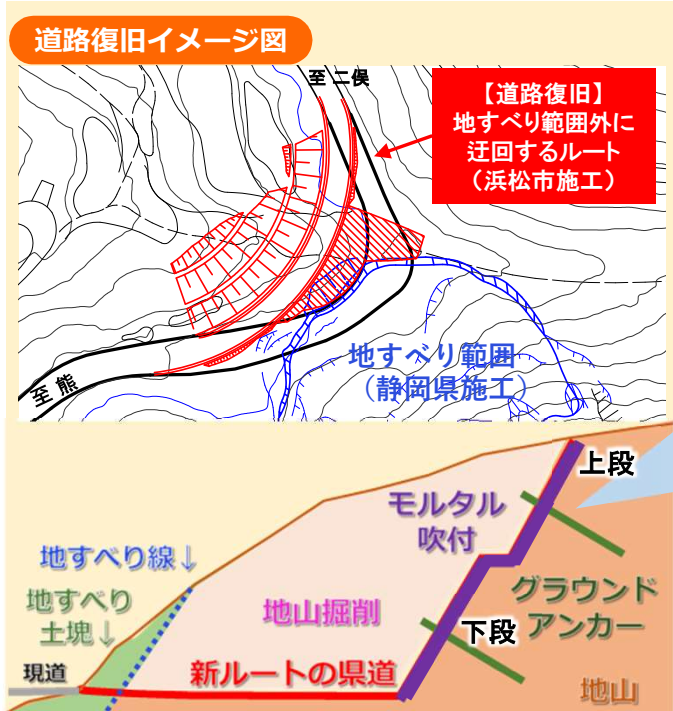 道路復旧イメージ図
至 二俣
【道路復旧】
地すべり範囲外に
迂回するルート
（浜松市施工）
地すべり範囲
（静岡県施工）
至 熊
上段
モルタル
吹付
地すべり線↓
地すべり
土塊↓
地山掘削
グラウンド
アンカー
下段
現道
新ルートの県道
地山